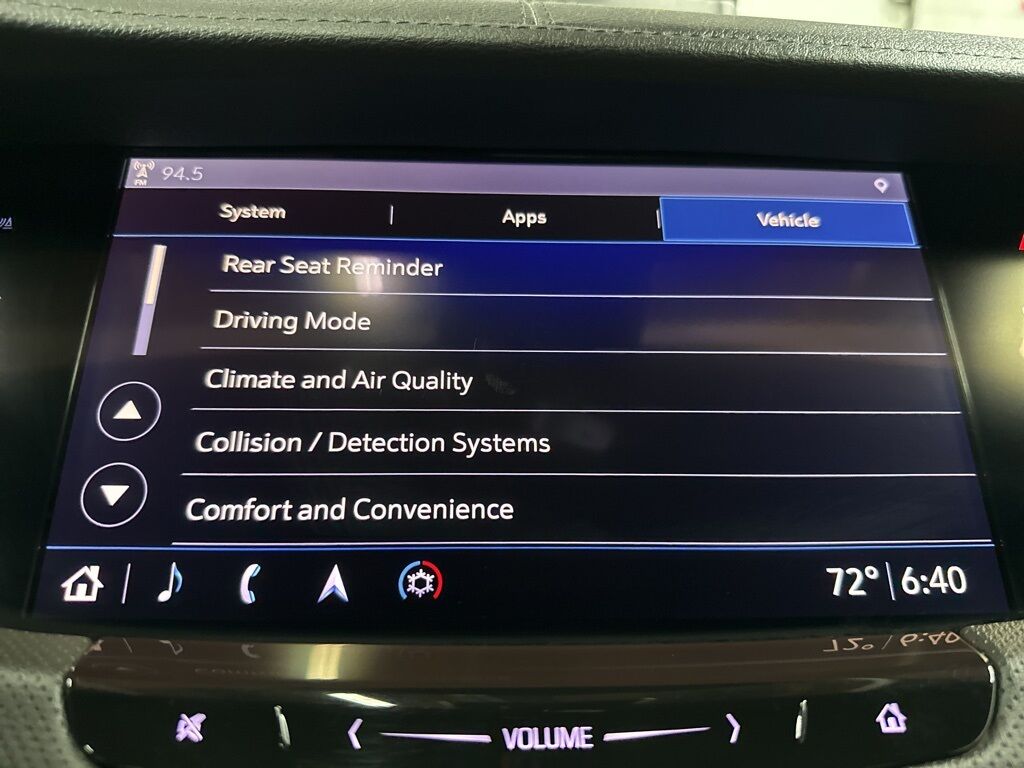 94.5
FM
System | Apps | Vehicle
Rear Seat Reminder
Driving Mode
Climate and Air Quality
Collision / Detection Systems
Comfort and Convenience
72° | 6:40
VOLUME